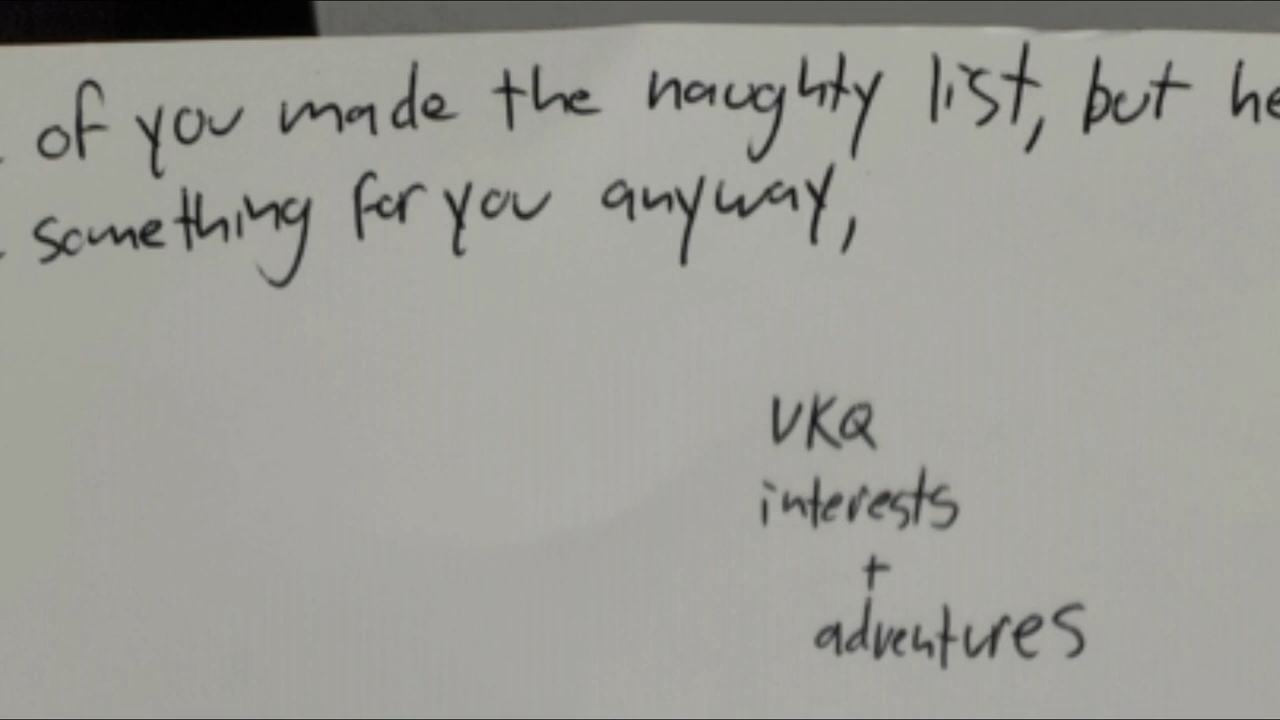 of you made the naughty list, but he
something for you anyway,
VKQ
interests
+
adventures